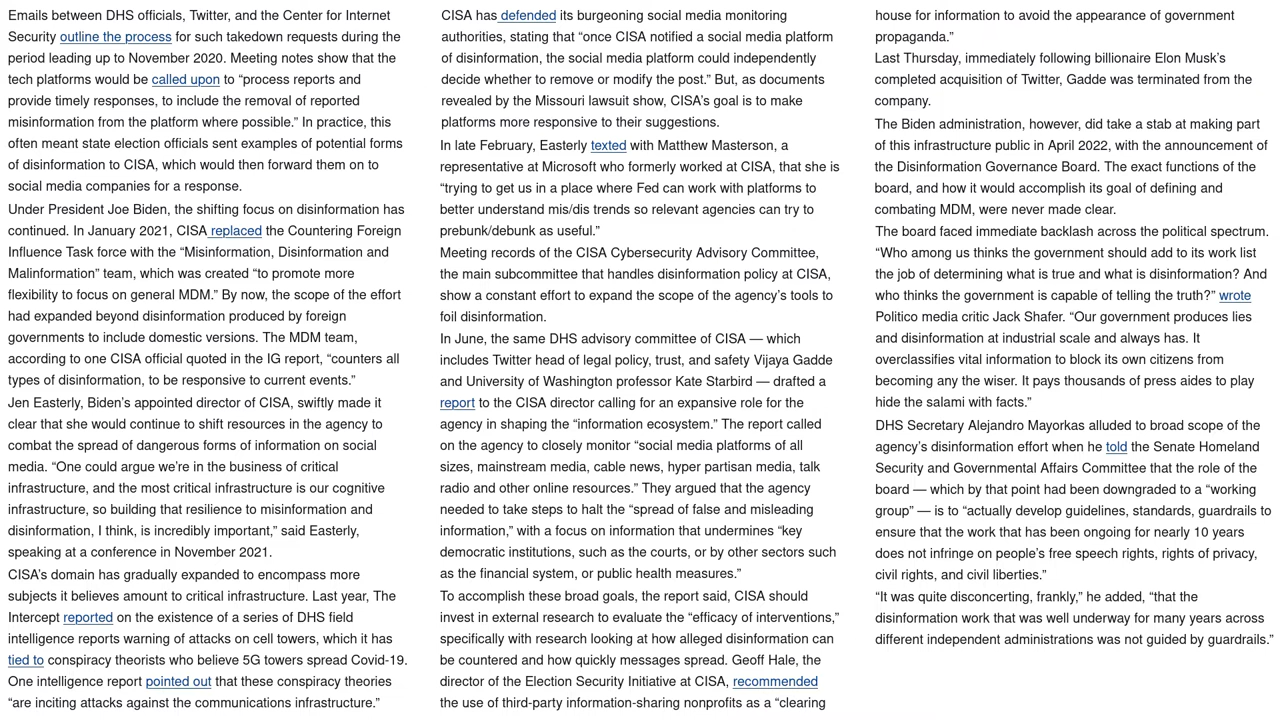 Emails between DHS officials, Twitter, and the Center for Internet
Security outline the process for such takedown requests during the
period leading up to November 2020. Meeting notes show that the
tech platforms would be called upon to “process reports and
provide timely responses, to include the removal of reported
misinformation from the platform where possible.” In practice, this
often meant state election officials sent examples of potential forms
of disinformation to CISA, which would then forward them on to
social media companies for a response.
Under President Joe Biden, the shifting focus on disinformation has
continued. In January 2021, CISA replaced the Countering Foreign
Influence Task force with the “Misinformation, Disinformation and
Malinformation” team, which was created “to promote more
flexibility to focus on general MDM.” By now, the scope of the effort
had expanded beyond disinformation produced by foreign
governments to include domestic versions. The MDM team,
according to one CISA official quoted in the IG report, “counters all
types of disinformation, to be responsive to current events.”
Jen Easterly, Biden’s appointed director of CISA, swiftly made it
clear that she would continue to shift resources in the agency to
combat the spread of dangerous forms of information on social
media. “One could argue we’re in the business of critical
infrastructure, and the most critical infrastructure is our cognitive
infrastructure, so building that resilience to misinformation and
disinformation, I think, is incredibly important,” said Easterly,
speaking at a conference in November 2021.
CISA’s domain has gradually expanded to encompass more
subjects it believes amount to critical infrastructure. Last year, The
Intercept reported on the existence of a series of DHS field
intelligence reports warning of attacks on cell towers, which it has
tied to conspiracy theorists who believe 5G towers spread Covid-19.
One intelligence report pointed out that these conspiracy theories
“are inciting attacks against the communications infrastructure.”
CISA has defended its burgeoning social media monitoring
authorities, stating that “once CISA notified a social media platform
of disinformation, the social media platform could independently
decide whether to remove or modify the post.” But, as documents
revealed by the Missouri lawsuit show, CISA’s goal is to make
platforms more responsive to their suggestions.
In late February, Easterly texted with Matthew Masterson, a
representative at Microsoft who formerly worked at CISA, that she is
“trying to get us in a place where Fed can work with platforms to
better understand mis/dis trends so relevant agencies can try to
prebunk/debunk as useful.”
Meeting records of the CISA Cybersecurity Advisory Committee,
the main subcommittee that handles disinformation policy at CISA,
show a constant effort to expand the scope of the agency’s tools to
foil disinformation.
In June, the same DHS advisory committee of CISA — which
includes Twitter head of legal policy, trust, and safety Vijaya Gadde
and University of Washington professor Kate Starbird — drafted a
report to the CISA director calling for an expansive role for the
agency in shaping the “information ecosystem.” The report called
on the agency to closely monitor “social media platforms of all
sizes, mainstream media, cable news, hyper partisan media, talk
radio and other online resources.” They argued that the agency
needed to take steps to halt the “spread of false and misleading
information,” with a focus on information that undermines “key
democratic institutions, such as the courts, or by other sectors such
as the financial system, or public health measures.”
To accomplish these broad goals, the report said, CISA should
invest in external research to evaluate the “efficacy of interventions,”
specifically with research looking at how alleged disinformation can
be countered and how quickly messages spread. Geoff Hale, the
director of the Election Security Initiative at CISA, recommended
the use of third-party information-sharing nonprofits as a “clearing
house for information to avoid the appearance of government
propaganda.”
Last Thursday, immediately following billionaire Elon Musk’s
completed acquisition of Twitter, Gadde was terminated from the
company.
The Biden administration, however, did take a stab at making part
of this infrastructure public in April 2022, with the announcement of
the Disinformation Governance Board. The exact functions of the
board, and how it would accomplish its goal of defining and
combating MDM, were never made clear.
The board faced immediate backlash across the political spectrum.
“Who among us thinks the government should add to its work list
the job of determining what is true and what is disinformation? And
who thinks the government is capable of telling the truth?” wrote
Politico media critic Jack Shafer. “Our government produces lies
and disinformation at industrial scale and always has. It
overclassifies vital information to block its own citizens from
becoming any the wiser. It pays thousands of press aides to play
hide the salami with facts.”
DHS Secretary Alejandro Mayorkas alluded to broad scope of the
agency’s disinformation effort when he told the Senate Homeland
Security and Governmental Affairs Committee that the role of the
board — which by that point had been downgraded to a “working
group” — is to “actually develop guidelines, standards, guardrails to
ensure that the work that has been ongoing for nearly 10 years
does not infringe on people’s free speech rights, rights of privacy,
civil rights, and civil liberties.”
“It was quite disconcerting, frankly,” he added, “that the
disinformation work that was well underway for many years across
different independent administrations was not guided by guardrails.”